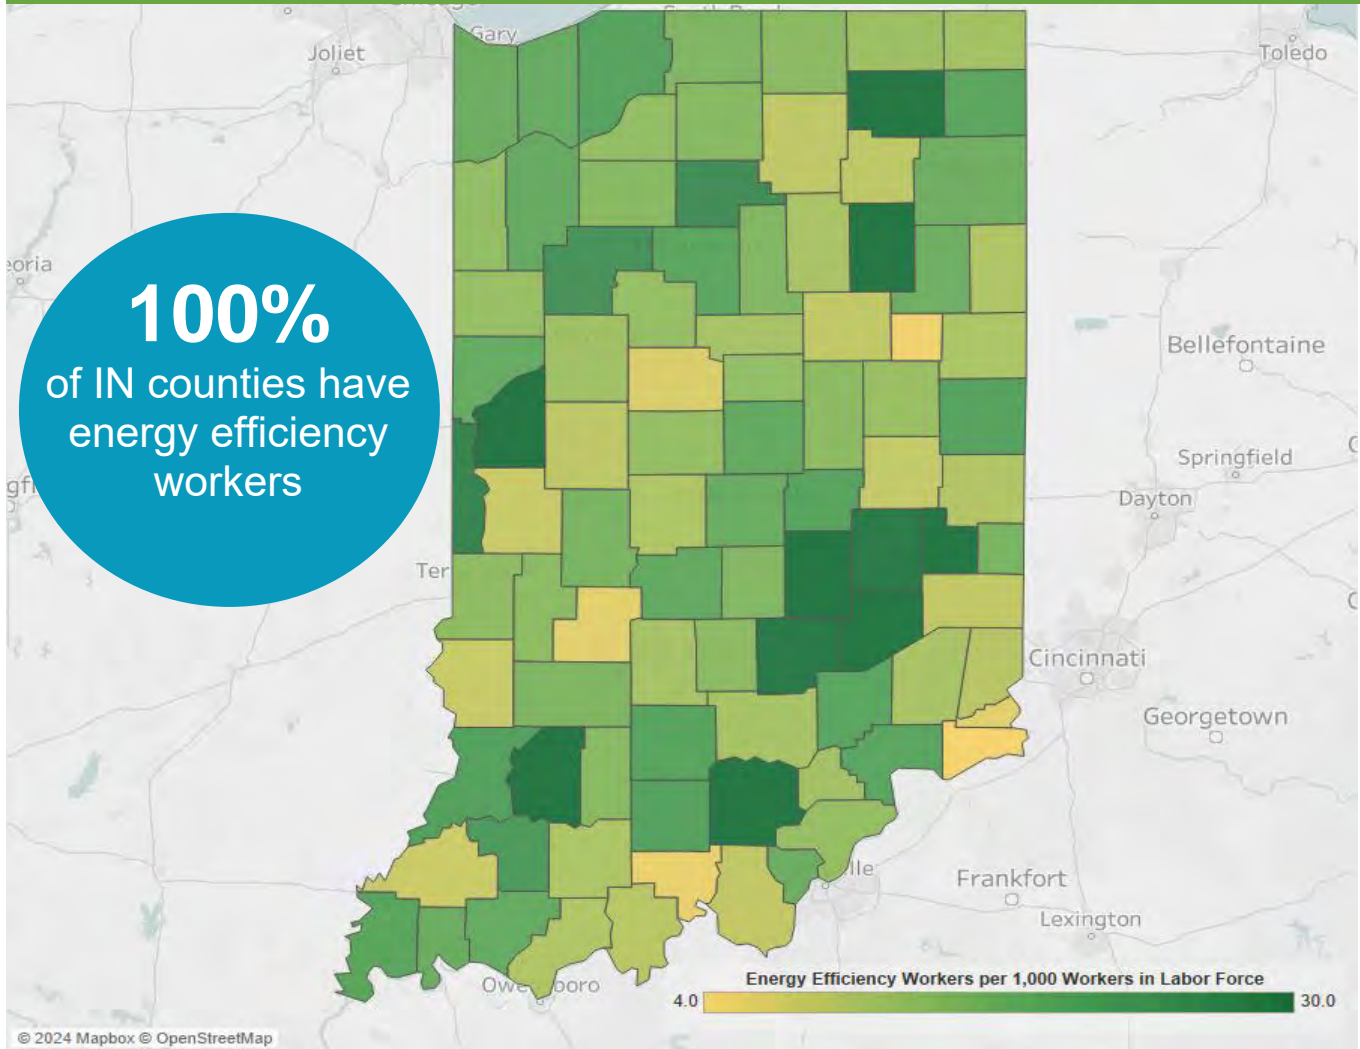 Gary
Joliet
Toledo
100%
of IN counties have
energy efficiency
workers
Bellefontaine
Springfield
Dayton
Cincinnati
Georgetown
Frankfort
Lexington
Energy Efficiency Workers per 1,000 Workers in Labor Force
4.0
30.0
© 2024 Mapbox © OpenStreetMap